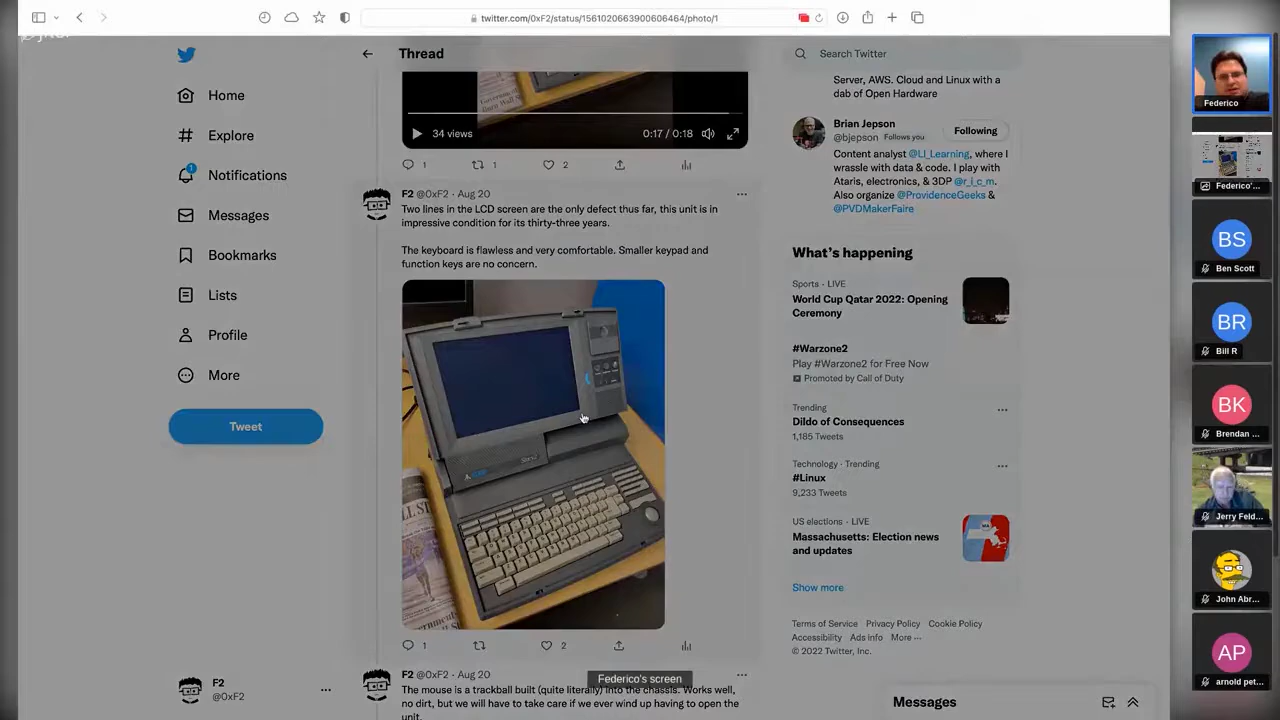 twitter.com/0xF2/status/1561020663900606464/photo/1
Home
Explore
Notifications
1
Messages
Bookmarks
Lists
Profile
More
Tweet
F2
@0xF2
Thread
34 views
0:17 / 0:18
1
1
2
F2 @0xF2 · Aug 20
Two lines in the LCD screen are the only defect thus far, this unit is in
impressive condition for its thirty-three years.
The keyboard is flawless and very comfortable. Smaller keypad and
function keys are no concern.
1
2
F2 @0xF2 · Aug 20
The mouse is a trackball built (quite literally) into the chassis. Works well,
no dirt, but we will have to take care if we ever wind up having to open the
unit.
Federico's screen
Search Twitter
Server, AWS. Cloud and Linux with a
dab of Open Hardware
Brian Jepson
@bjepson Follows you
Following
Content analyst @LI_Learning, where I
wrassle with data & code. I play with
Ataris, electronics, & 3DP @r_i_c_m.
Also organize @ProvidenceGeeks &
@PVDMakerFaire
What's happening
Sports · LIVE
World Cup Qatar 2022: Opening
Ceremony
#Warzone2
Play #Warzone2 for Free Now
Promoted by Call of Duty
Trending
Dildo of Consequences
1,185 Tweets
Technology · Trending
#Linux
9,233 Tweets
US elections · LIVE
Massachusetts: Election news
and updates
Show more
Terms of Service Privacy Policy Cookie Policy
Accessibility Ads info More ···
© 2022 Twitter, Inc.
Messages
Federico
Federico'...
BS
Ben Scott
BR
Bill R
BK
Brendan ...
Jerry Feld...
John Abr...
AP
arnold pet...